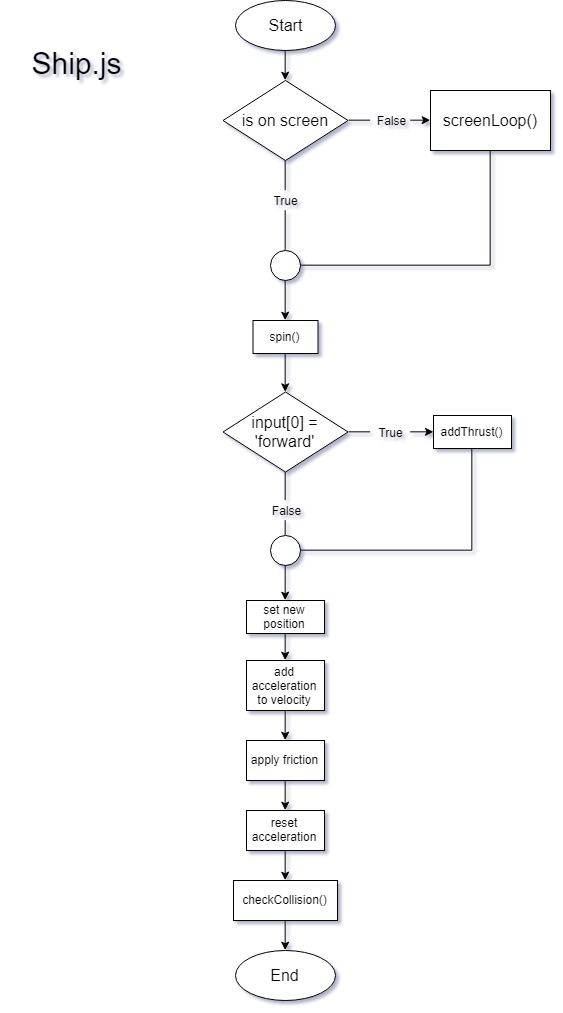 Start
Ship.js
is on screen
False
screenLoop()
True
spin()
input[0] =
'forward'
True
addThrust()
False
set new
position
add
acceleration
to velocity
apply friction
reset
acceleration
checkCollision()
End